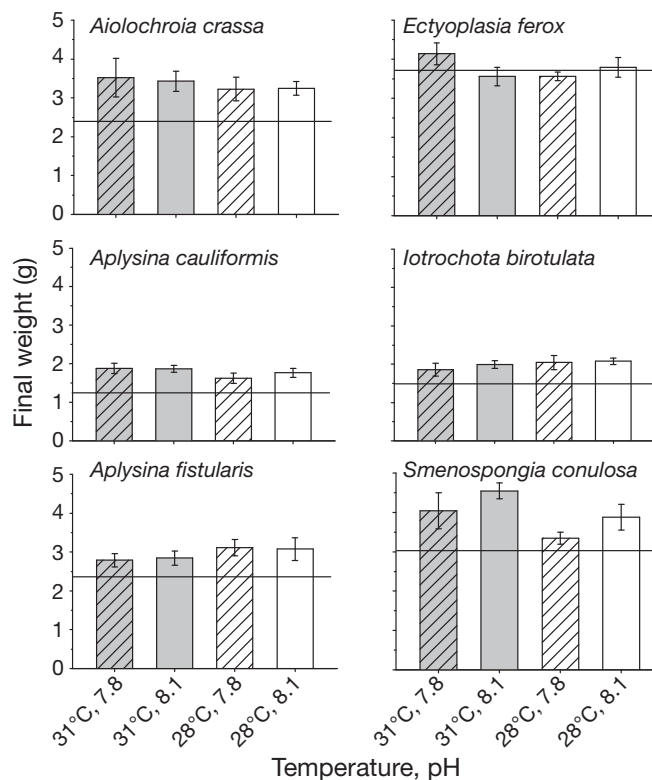 Aiolochroia crassa
Ectyoplasia ferox
5
4
3
2
1
0
Aplysina cauliformis
Iotrochota birotulata
5
4
3
2
1
0
Aplysina fistularis
Smenospongia conulosa
5
4
3
2
1
0
Final weight (g)
31°C, 7.8
31°C, 8.1
28°C, 7.8
28°C, 8.1
31°C, 7.8
31°C, 8.1
28°C, 7.8
28°C, 8.1
Temperature, pH